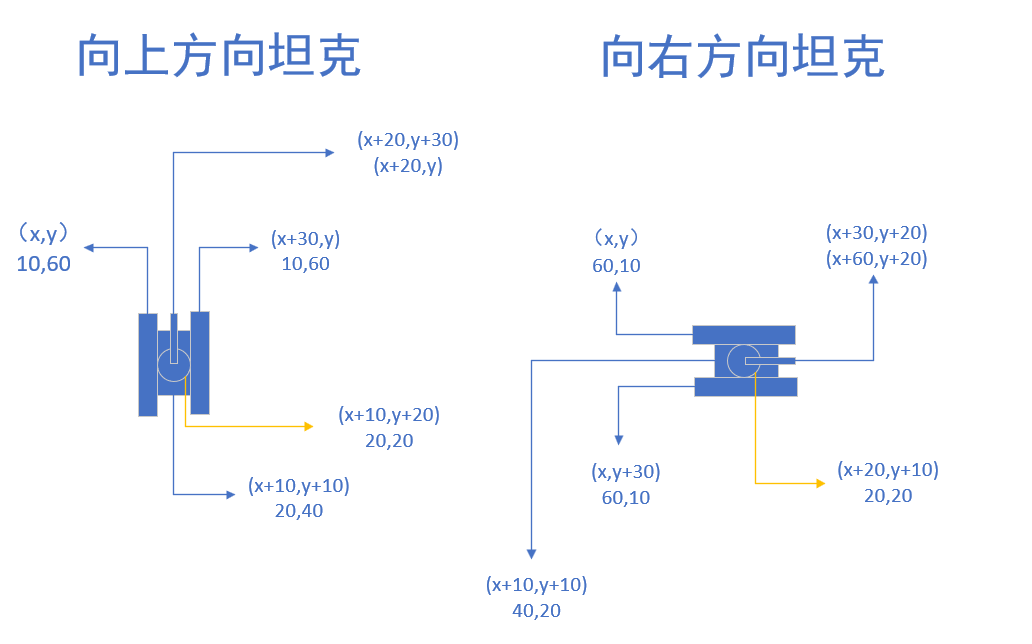 向上方向坦克
(x+20,y+30)
(x+20,y)
（x,y）
10,60
(x+30,y)
10,60
(x+10,y+20)
20,20
(x+10,y+10)
20,40
向右方向坦克
（x,y）
60,10
(x+30,y+20)
(x+60,y+20)
(x,y+30)
60,10
(x+20,y+10)
20,20
(x+10,y+10)
40,20